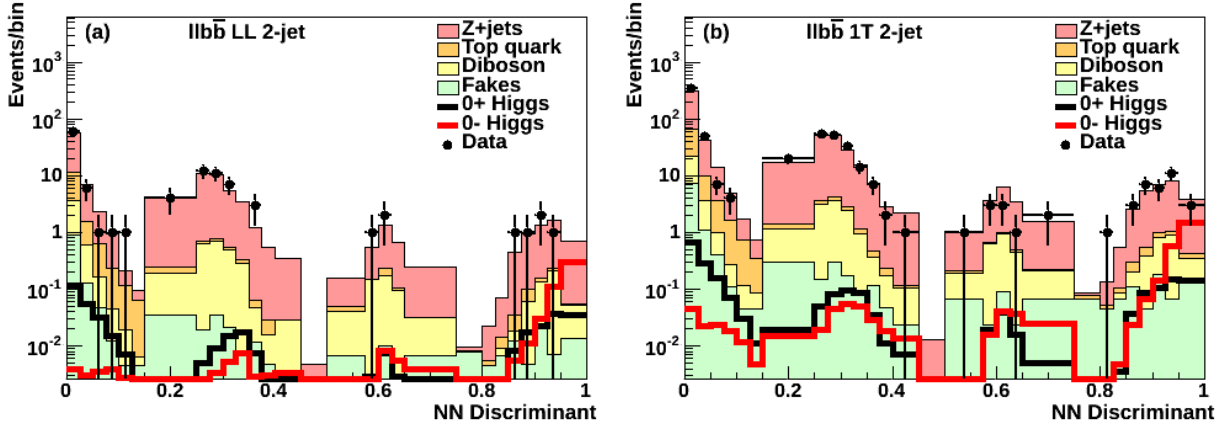 (a) llbb̅ LL 2-jet
Events/bin
10³
10²
10
1
10⁻¹
10⁻²
Z+jets
Top quark
Diboson
Fakes
0+ Higgs
0- Higgs
Data
0 0.2 0.4 0.6 0.8 1
NN Discriminant
(b) llbb̅ 1T 2-jet
Events/bin
10³
10²
10
1
10⁻¹
10⁻²
Z+jets
Top quark
Diboson
Fakes
0+ Higgs
0- Higgs
Data
0 0.2 0.4 0.6 0.8 1
NN Discriminant